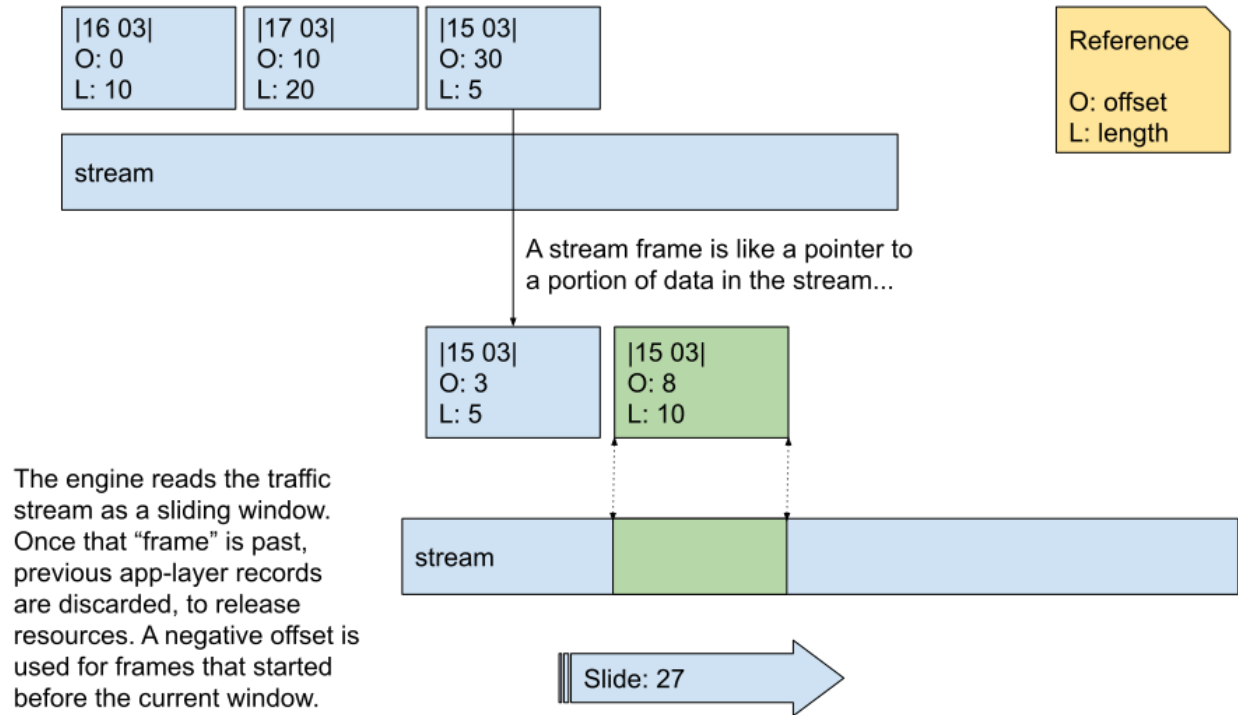 |16 03|
O: 0
L: 10
|17 03|
O: 10
L: 20
|15 03|
O: 30
L: 5
Reference
O: offset
L: length
stream
A stream frame is like a pointer to
a portion of data in the stream...
|15 03|
O: 3
L: 5
|15 03|
O: 8
L: 10
The engine reads the traffic
stream as a sliding window.
Once that “frame” is past,
previous app-layer records
are discarded, to release
resources. A negative offset is
used for frames that started
before the current window.
stream
Slide: 27